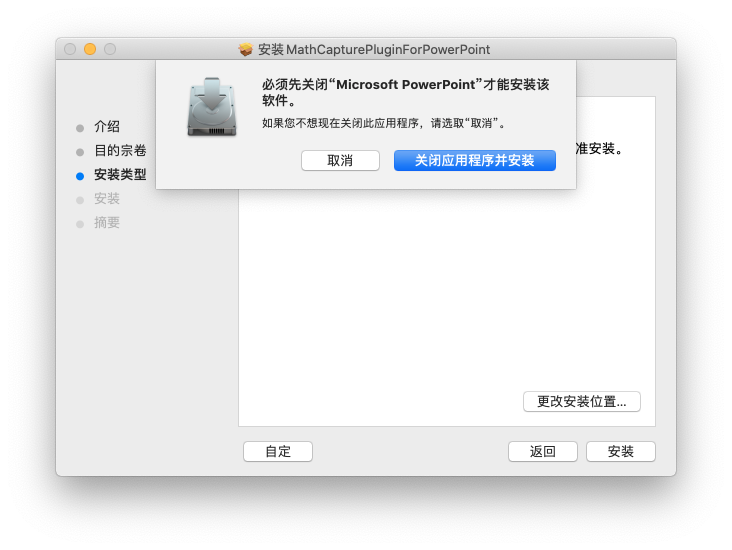 安装 MathCapturePluginForPowerPoint
必须先关闭“Microsoft PowerPoint”才能安装该
软件。
如果您不想现在关闭此应用程序，请选取“取消”。
取消
关闭应用程序并安装
介绍
目的宗卷
安装类型
安装
摘要
准安装。
更改安装位置...
自定
返回
安装